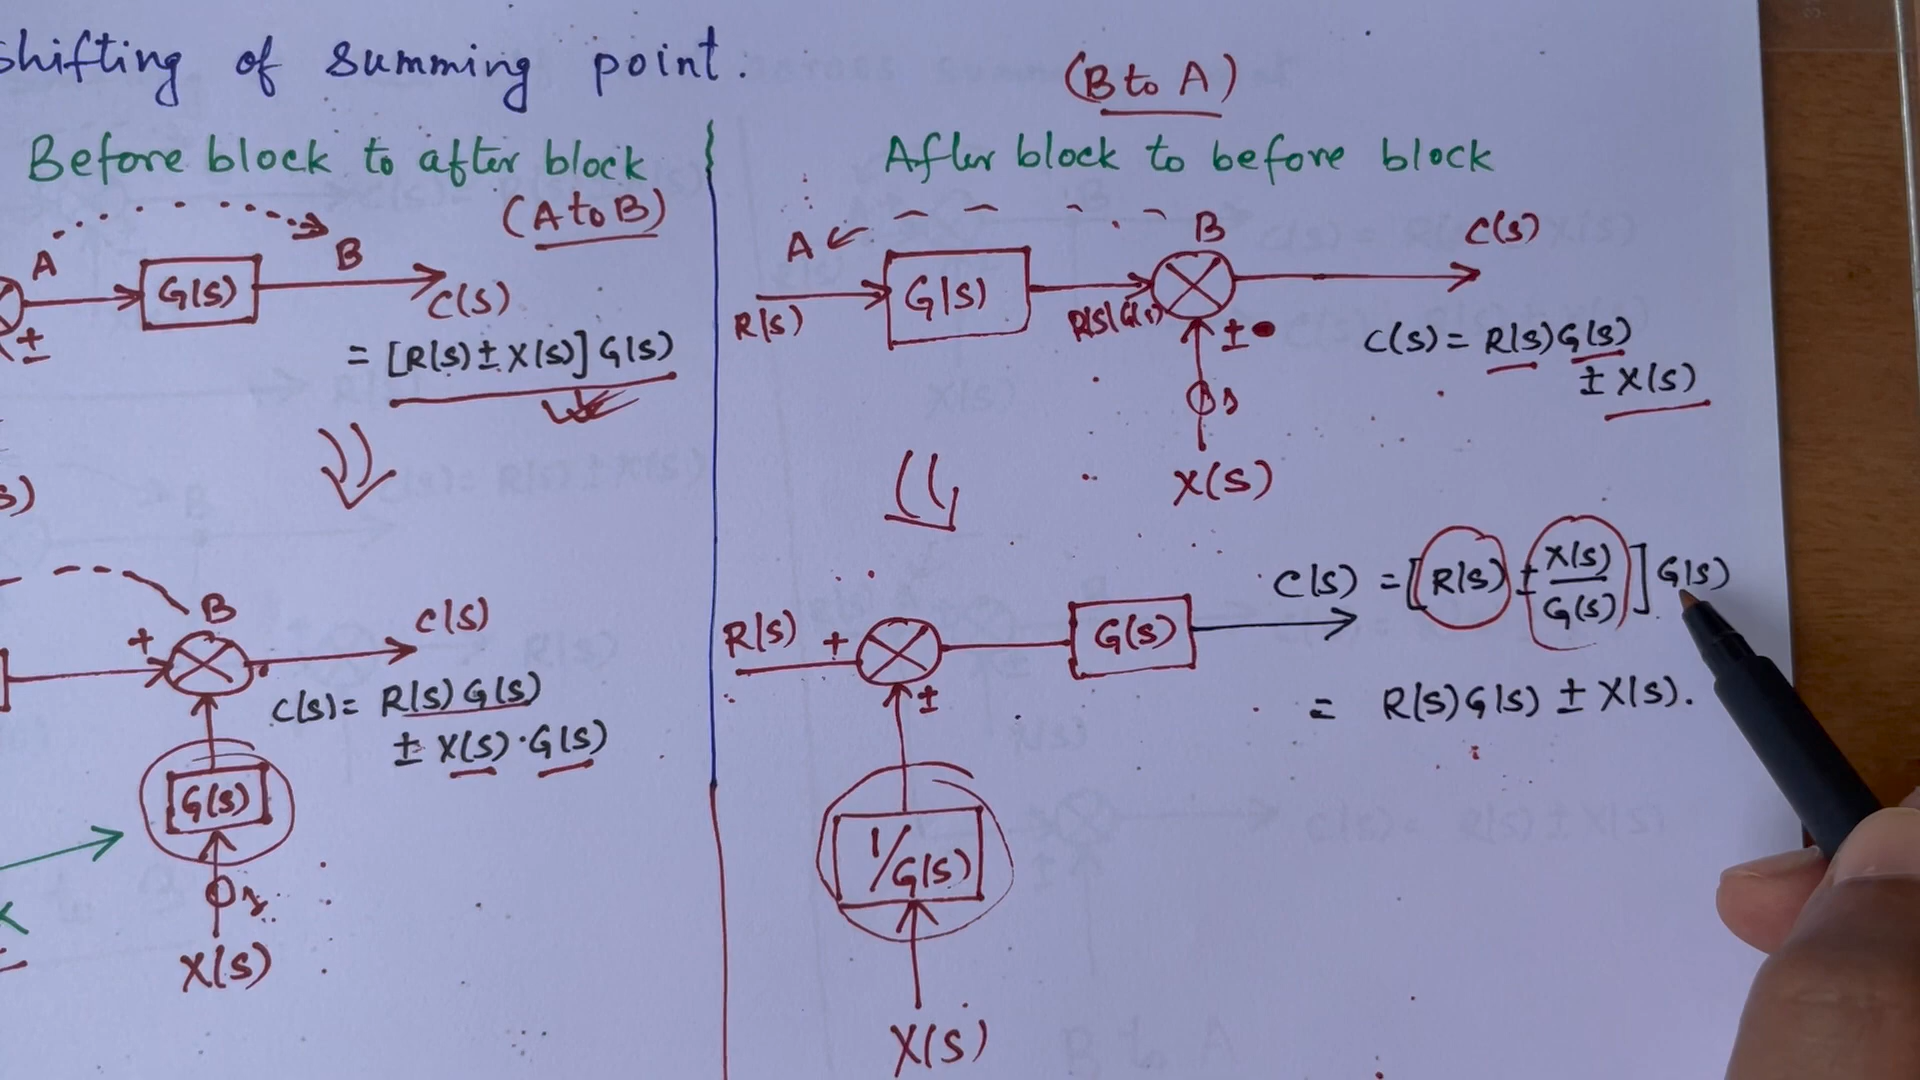 shifting of summing point.
Before block to after block
(A to B)
A
B
G(s)
C(s)
±
= [R(s) ± X(s)] G(s)
s)
B
+
C(s)
C(s) = R(s) G(s)
± X(s) · G(s)
G(s)
X(s)
(B to A)
After block to before block
A
B
C(s)
R(s)
G(s)
R(s) G(s)
±
C(s) = R(s) G(s)
± X(s)
X(s)
C(s) = [R(s) ± X(s)/G(s)] G(s)
R(s)
+
G(s)
±
= R(s) G(s) ± X(s).
1/G(s)
X(s)